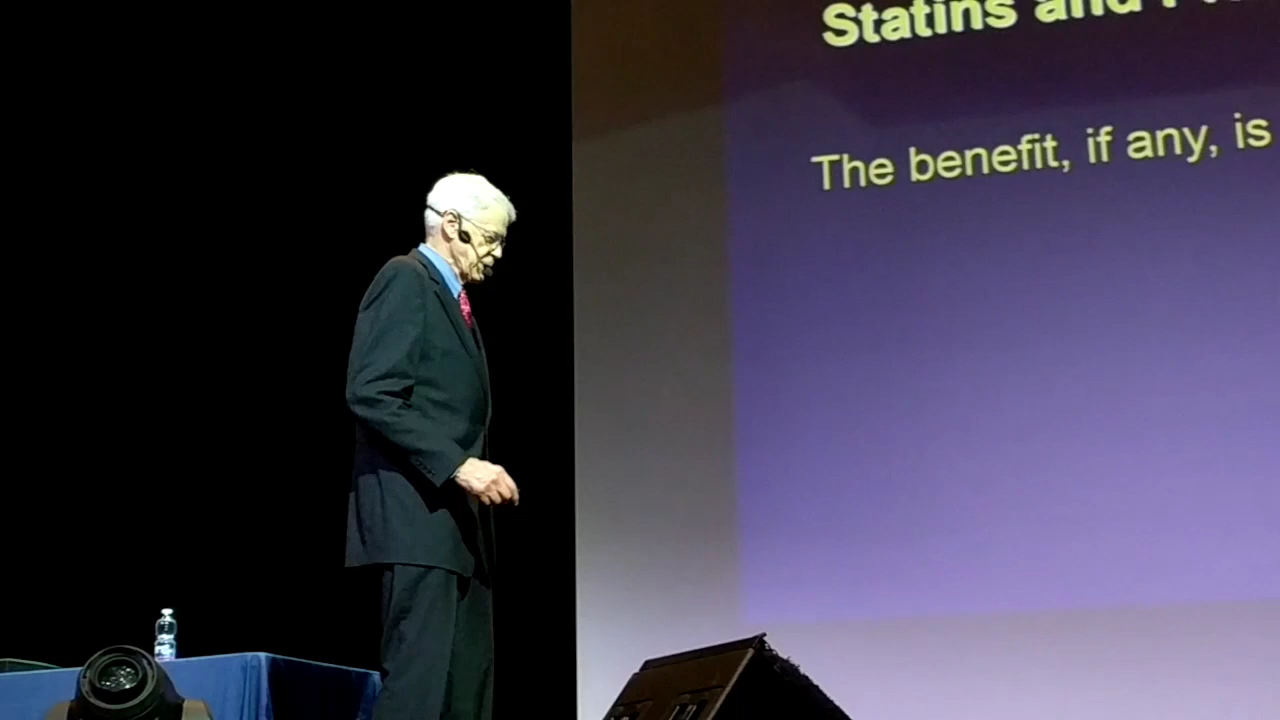 Statins and
The benefit, if any, is